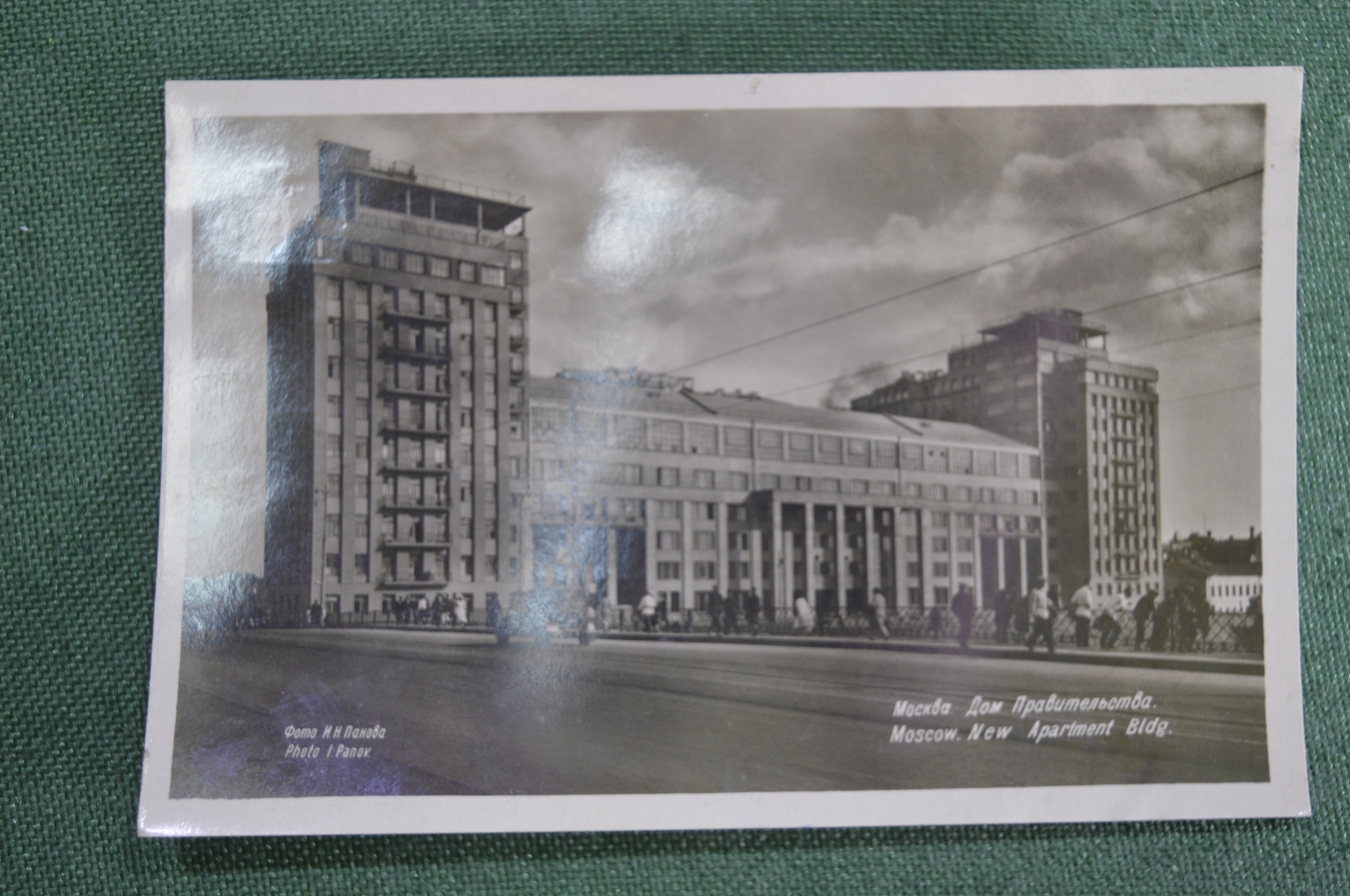 Фото И.Н.Панова
Photo I.Panov.
Москва. Дом Правительства.
Moscow. New Apartment Bldg.